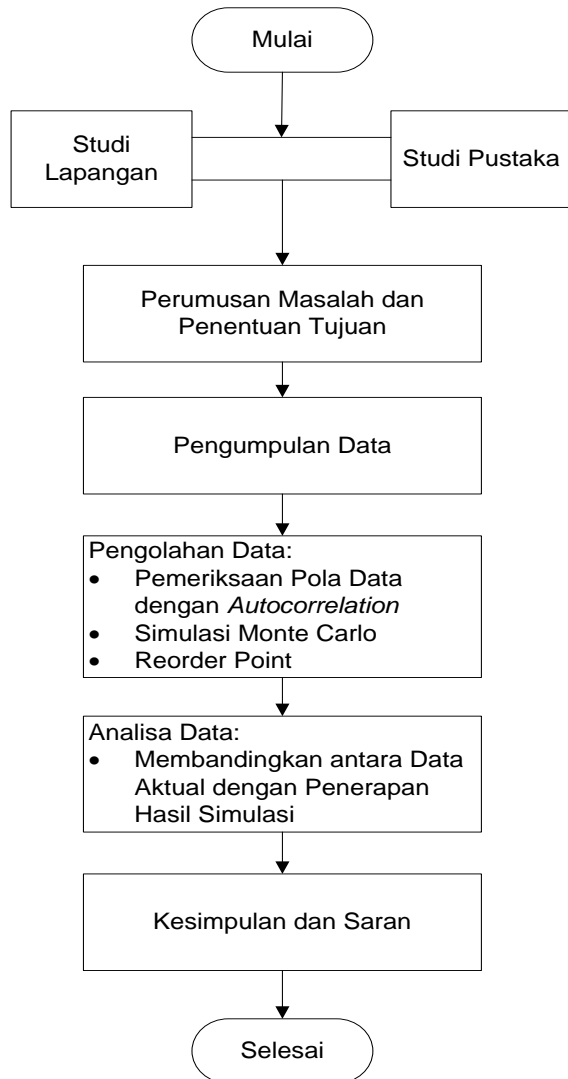 Mulai
Studi
Lapangan
Studi Pustaka
Perumusan Masalah dan
Penentuan Tujuan
Pengumpulan Data
Pengolahan Data:
• Pemeriksaan Pola Data
dengan Autocorrelation
• Simulasi Monte Carlo
• Reorder Point
Analisa Data:
• Membandingkan antara Data
Aktual dengan Penerapan
Hasil Simulasi
Kesimpulan dan Saran
Selesai